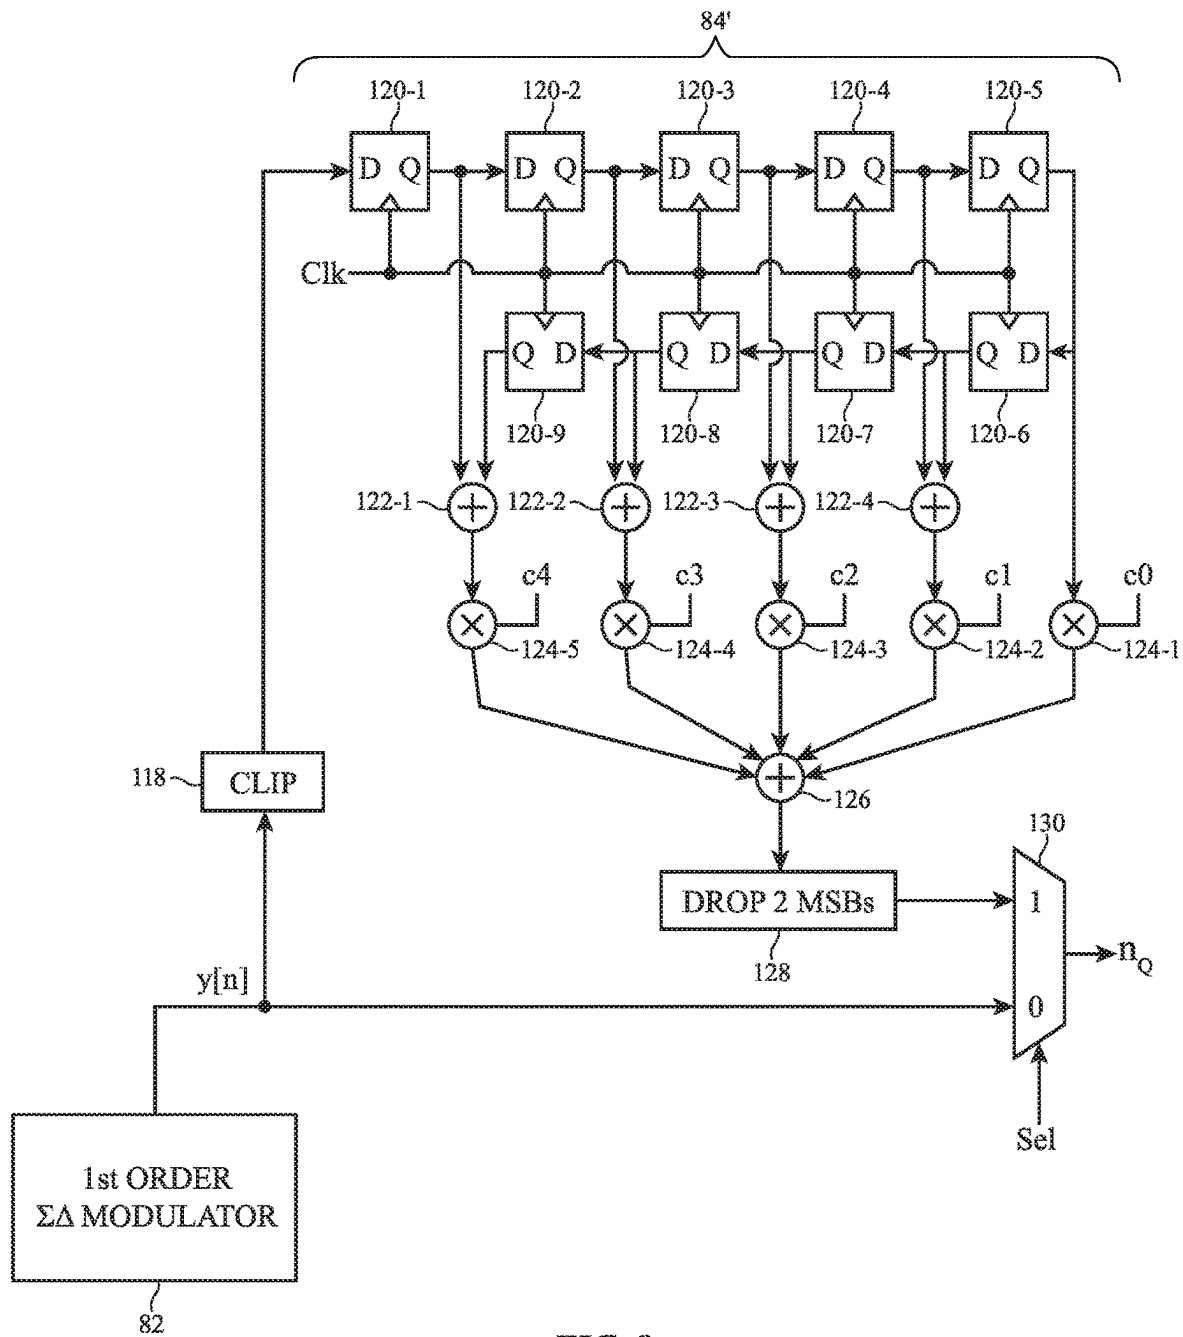 84'
120-1 120-2 120-3 120-4 120-5
D Q D Q D Q D Q D Q
Clk
Q D Q D Q D Q D
120-9 120-8 120-7 120-6
122-1 + 122-2 + 122-3 + 122-4 +
c4 c3 c2 c1 c0
× × × × ×
124-5 124-4 124-3 124-2 124-1
118 CLIP
+
126
130
DROP 2 MSBs
1
128
y[n]
nQ
0
Sel
1st ORDER
ΣΔ MODULATOR
82